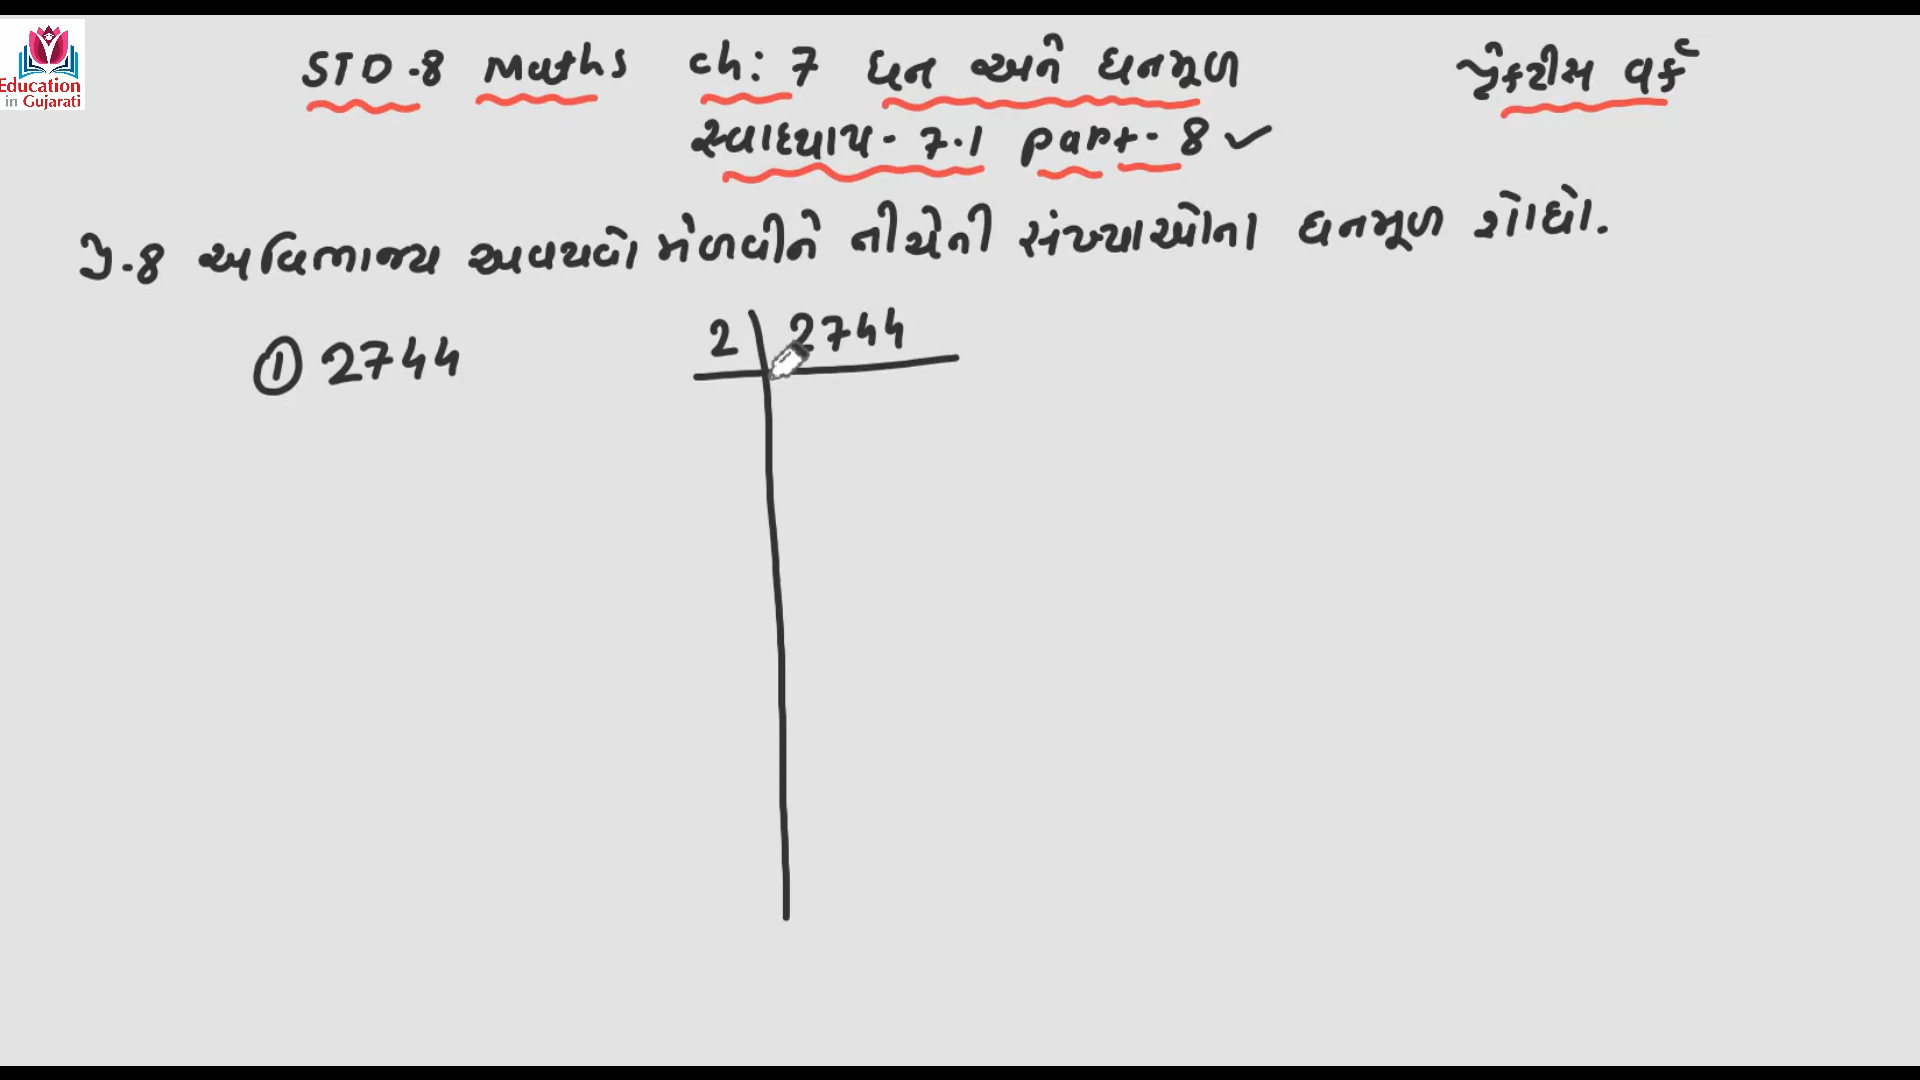 Education
in Gujarati
STD-8 Maths ch: 7 ઘન અને ઘનમૂળ પ્રેક્ટીસ વર્ક
સ્વાધ્યાય - 7.1 part - 8 ✓
પ્ર.8 અવિભાજ્ય અવયવો મેળવીને નીચેની સંખ્યાઓના ઘનમૂળ શોધો.
① 2744 2 2744